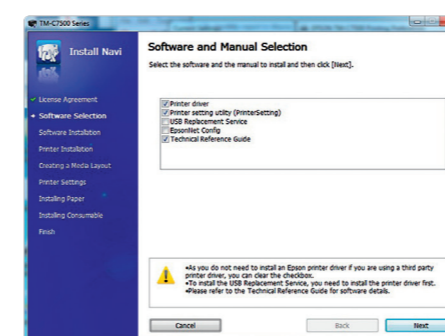 TM-C7500 Series
Install Navi
License Agreement
Software Selection
Software Installation
Printer Installation
Creating a Media Layout
Printer Settings
Installing Paper
Installing Consumable
Finish
Software and Manual Selection
Select the software and the manual to install and then click [Next].
Printer driver
Printer setting utility (PrinterSetting)
USB Replacement Service
EpsonNet Config
Technical Reference Guide
•As you do not need to install an Epson printer driver if you are using a third party
printer driver, you can clear the checkbox.
•To install the USB Replacement Service, you need to install the printer driver first.
•Please refer to the Technical Reference Guide for software details.
Cancel
Back
Next